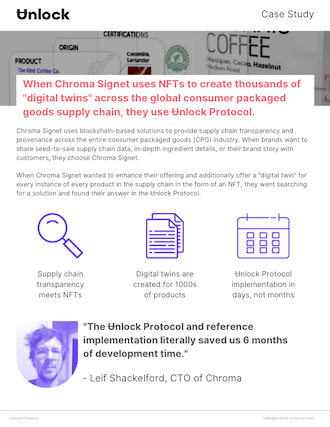 Ʉnlock
Case Study
CERTIFICATIONS
ORIGIN
PRODUCT
The Kind Coffee Co.
Colombia,
Santander
COFFEE
Cacao, Hazelnut
Medium Roast
When Chroma Signet uses NFTs to create thousands of
"digital twins" across the global consumer packaged
goods supply chain, they use Ʉnlock Protocol.
Chroma Signet uses blockchain-based solutions to provide supply chain transparency and
provenance across the entire consumer packaged goods (CPG) industry. When brands want to
share seed-to-sale supply chain data, in-depth ingredient details, or their brand story with
customers, they choose Chroma Signet.
When Chroma Signet wanted to enhance their offering and additionally offer a "digital twin" for
every instance of every product in the supply chain in the form of an NFT, they went searching
for a solution and found their answer in the Ʉnlock Protocol.
Supply chain
transparency
meets NFTs
Digital twins are
created for 1000s
of products
Ʉnlock Protocol
implementation in
days, not months
"The Ʉnlock Protocol and reference
implementation literally saved us 6 months
of development time."
- Leif Shackelford, CTO of Chroma
Unlock Protocol
hello@unlock-protocol.com